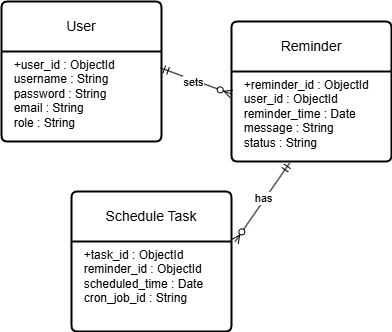 User
+user_id : ObjectId
username : String
password : String
email : String
role : String
sets
Reminder
+reminder_id : ObjectId
user_id : ObjectId
reminder_time : Date
message : String
status : String
has
Schedule Task
+task_id : ObjectId
reminder_id : ObjectId
scheduled_time : Date
cron_job_id : String